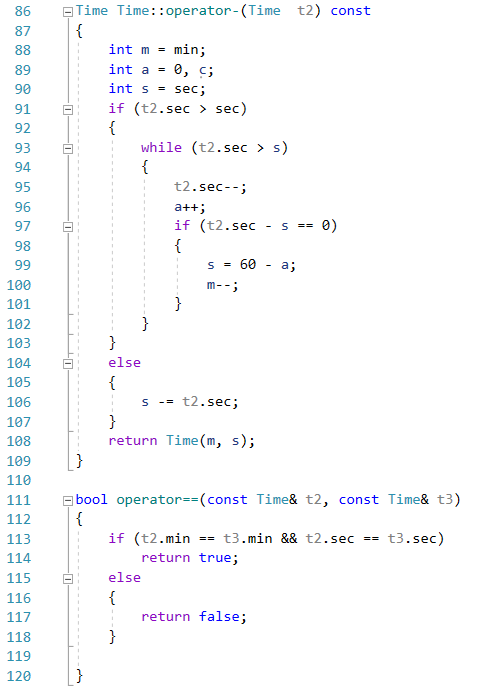 86 Time Time::operator-(Time  t2) const
87 {
88     int m = min;
89     int a = 0, c;
90     int s = sec;
91     if (t2.sec > sec)
92     {
93         while (t2.sec > s)
94         {
95             t2.sec--;
96             a++;
97             if (t2.sec - s == 0)
98             {
99                 s = 60 - a;
100                 m--;
101             }
102         }
103     }
104     else
105     {
106         s -= t2.sec;
107     }
108     return Time(m, s);
109 }
110
111 bool operator==(const Time& t2, const Time& t3)
112 {
113     if (t2.min == t3.min && t2.sec == t3.sec)
114         return true;
115     else
116     {
117         return false;
118     }
119
120 }